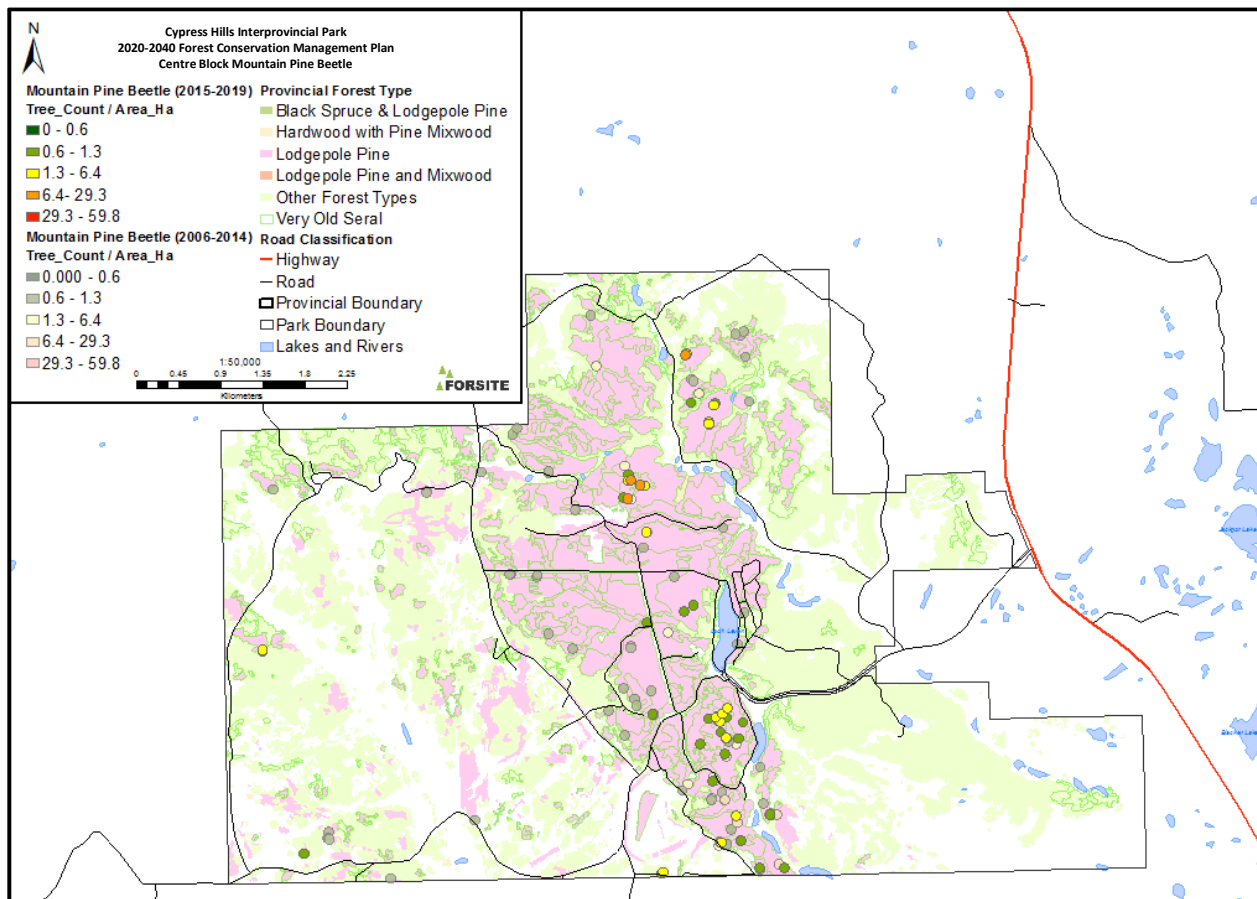 N
Cypress Hills Interprovincial Park
2020-2040 Forest Conservation Management Plan
Centre Block Mountain Pine Beetle
Mountain Pine Beetle (2015-2019)
Tree_Count / Area_Ha
0 - 0.6
0.6 - 1.3
1.3 - 6.4
6.4- 29.3
29.3 - 59.8
Mountain Pine Beetle (2006-2014)
Tree_Count / Area_Ha
0.000 - 0.6
0.6 - 1.3
1.3 - 6.4
6.4 - 29.3
29.3 - 59.8
Provincial Forest Type
Black Spruce & Lodgepole Pine
Hardwood with Pine Mixwood
Lodgepole Pine
Lodgepole Pine and Mixwood
Other Forest Types
Very Old Seral
Road Classification
Highway
Road
Provincial Boundary
Park Boundary
Lakes and Rivers
1:50,000
0 0.45 0.9 1.35 1.8 2.25
Kilometers
FORSITE